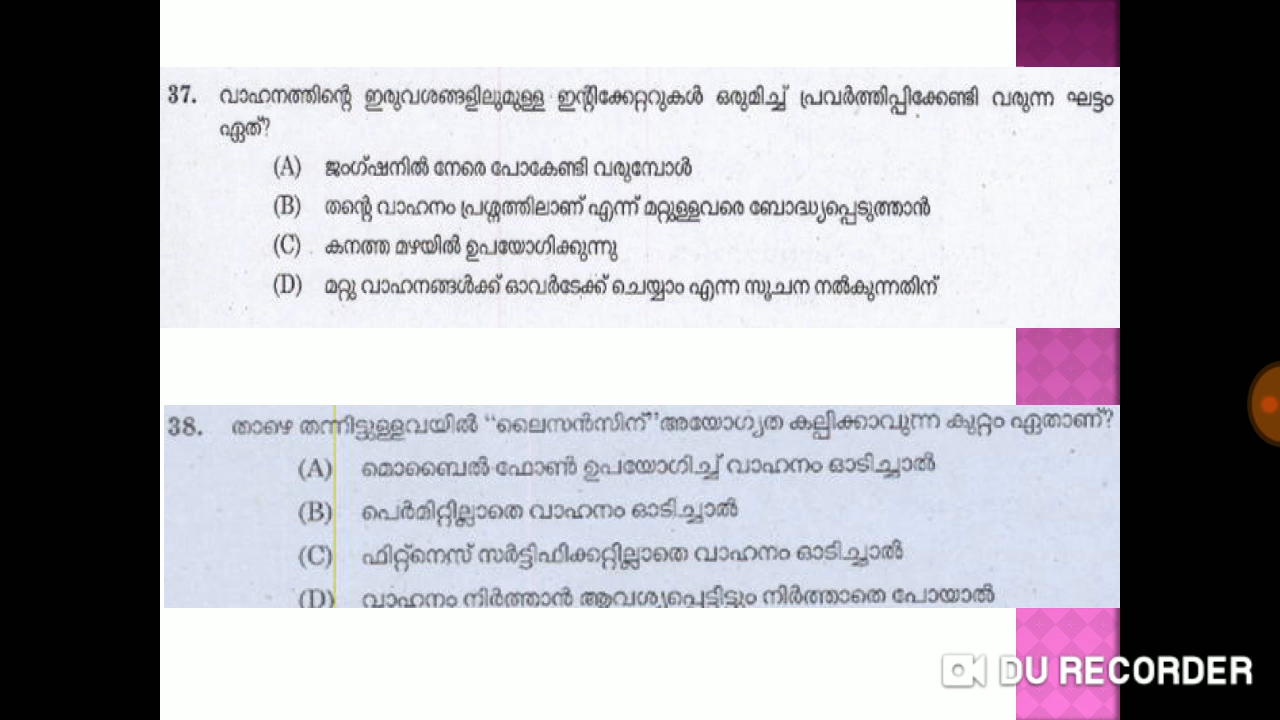 37. വാഹനത്തിന്റെ ഇരുവശങ്ങളിലുമുള്ള ഇന്റിക്കേറ്ററുകൾ ഒരുമിച്ച് പ്രവർത്തിപ്പിക്കേണ്ടി വരുന്ന ഘട്ടം
ഏത്?
(A) ജംഗ്ഷനിൽ നേരെ പോകേണ്ടി വരുമ്പോൾ
(B) തന്റെ വാഹനം പ്രശ്നത്തിലാണ് എന്ന് മറ്റുള്ളവരെ ബോദ്ധ്യപ്പെടുത്താൻ
(C) കനത്ത മഴയിൽ ഉപയോഗിക്കുന്നു
(D) മറ്റു വാഹനങ്ങൾക്ക് ഓവർടേക്ക് ചെയ്യാം എന്ന സൂചന നൽകുന്നതിന്
38. താഴെ തന്നിട്ടുള്ളവയിൽ “ലൈസൻസിന്” അയോഗ്യത കല്പിക്കാവുന്ന കുറ്റം ഏതാണ്?
(A) മൊബൈൽ ഫോൺ ഉപയോഗിച്ച് വാഹനം ഓടിച്ചാൽ
(B) പെർമിറ്റില്ലാതെ വാഹനം ഓടിച്ചാൽ
(C) ഫിറ്റ്നെസ് സർട്ടിഫിക്കറ്റില്ലാതെ വാഹനം ഓടിച്ചാൽ
(D) വാഹനം നിർത്താൻ ആവശ്യപ്പെട്ടിട്ടും നിർത്താതെ പോയാൽ
DU RECORDER